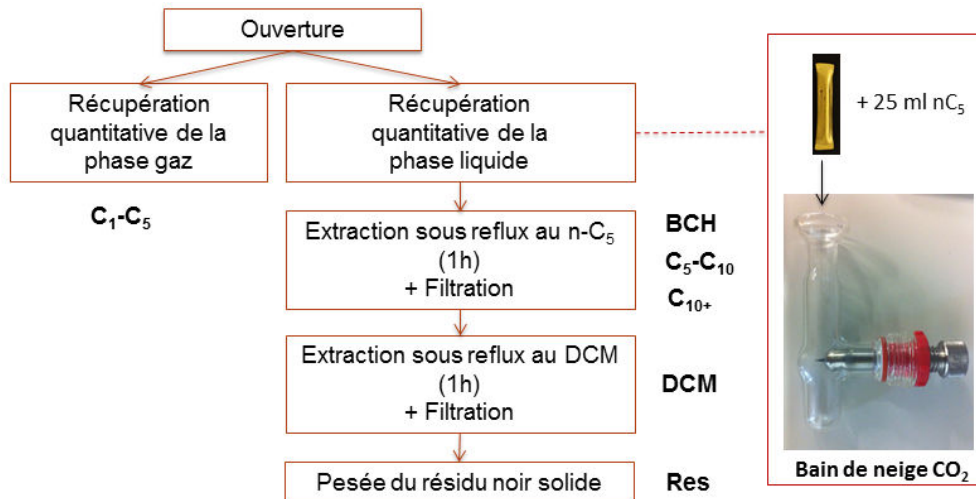 Ouverture
Récupération
quantitative de la
phase gaz
C₁-C₅
Récupération
quantitative de la
phase liquide
Extraction sous reflux au n-C₅
(1h)
+ Filtration
BCH
C₅-C₁₀
C₁₀₊
Extraction sous reflux au DCM
(1h)
+ Filtration
DCM
Pesée du résidu noir solide
Res
+ 25 ml nC₅
Bain de neige CO₂